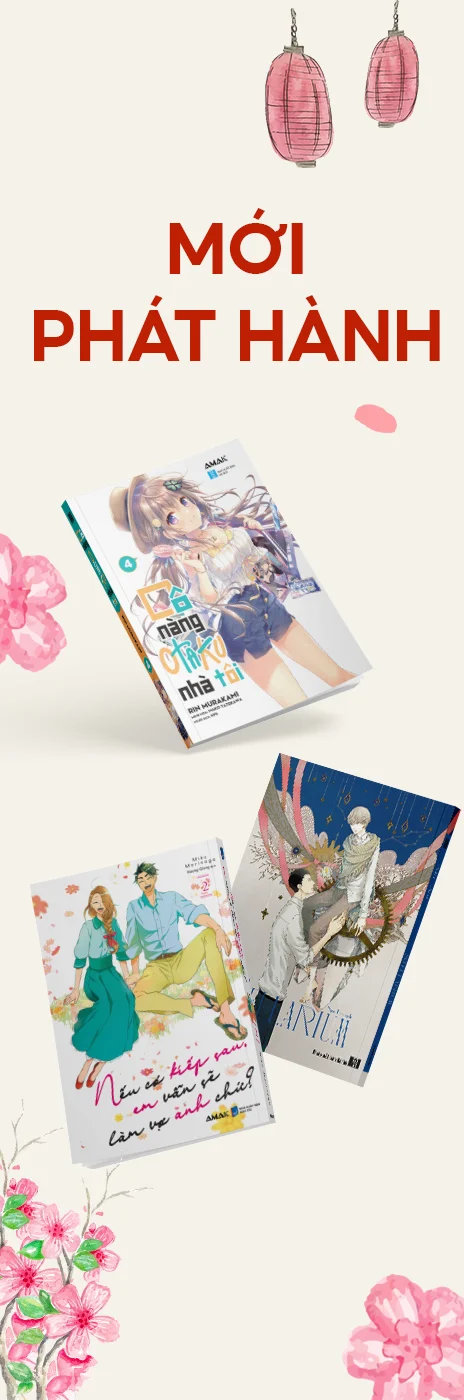 MỚI
PHÁT HÀNH
AMAK
4
Cô
nàng
OTAKU
nhà tôi
RIN MURAKAMI
Miku
Morinaga
2
Nếu có kiếp sau,
em vẫn sẽ
làm vợ anh chứ?
AMAK